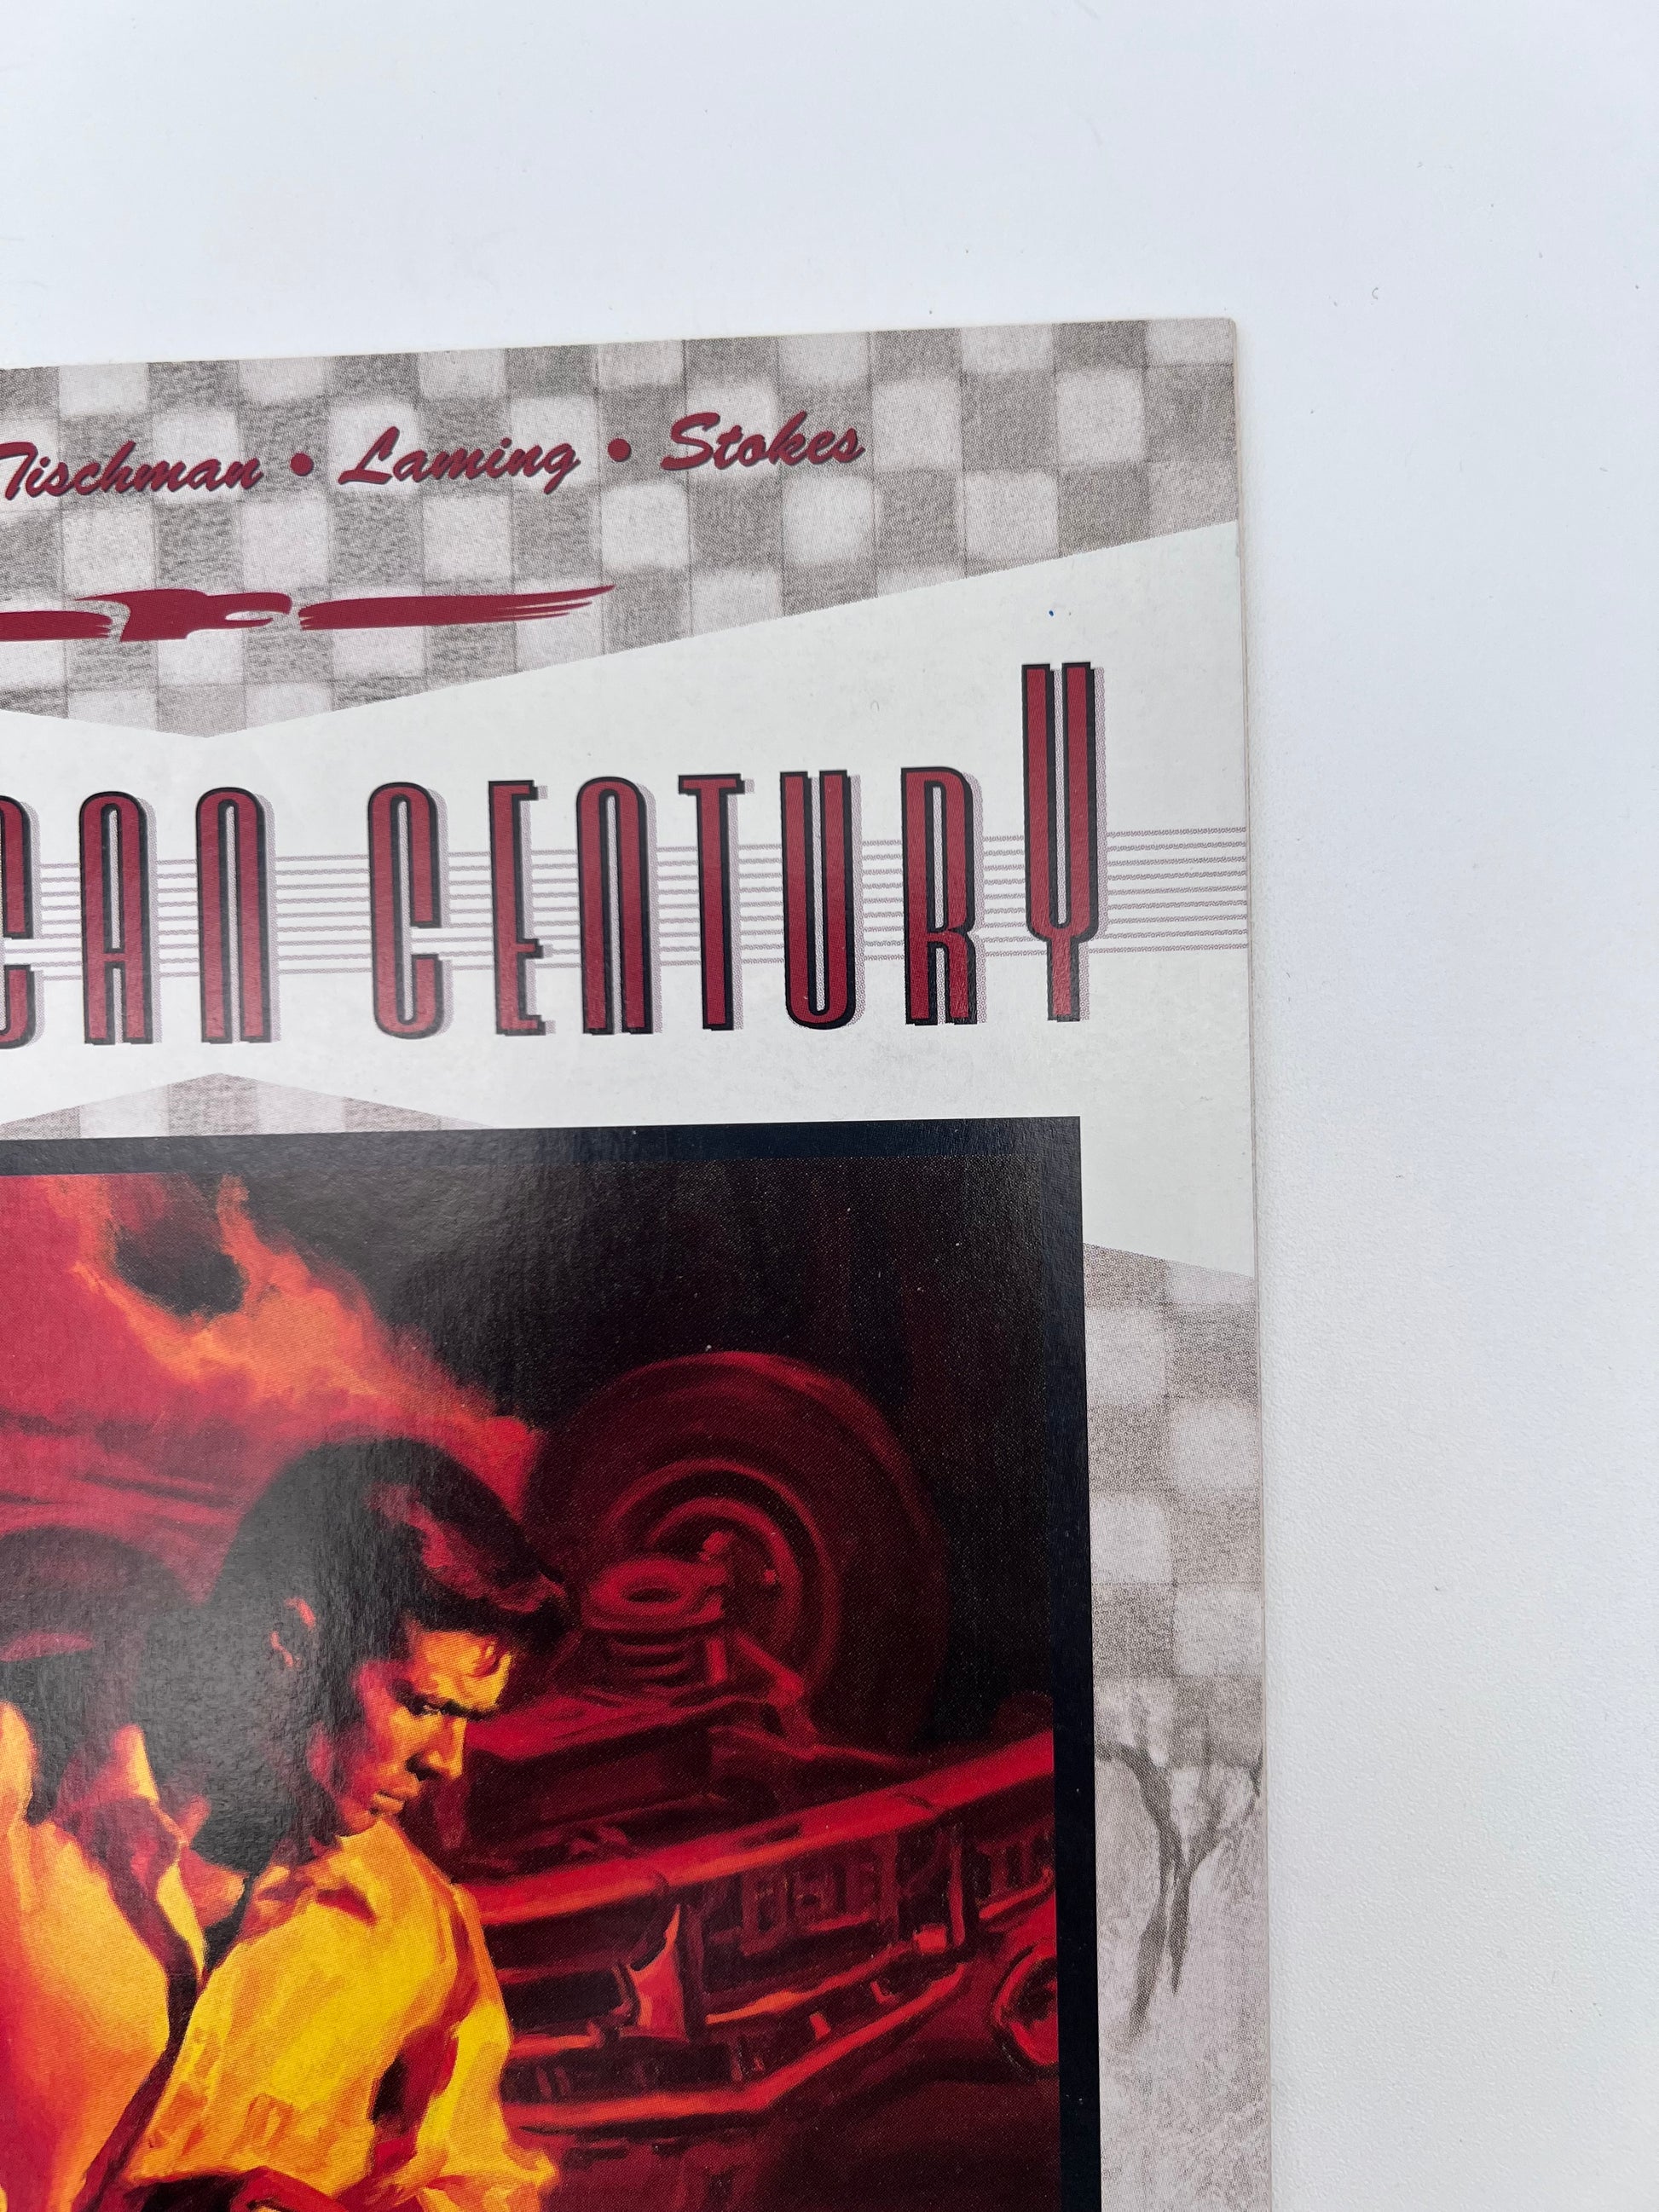 Tischman • Laming • Stokes
CAN CENTURY